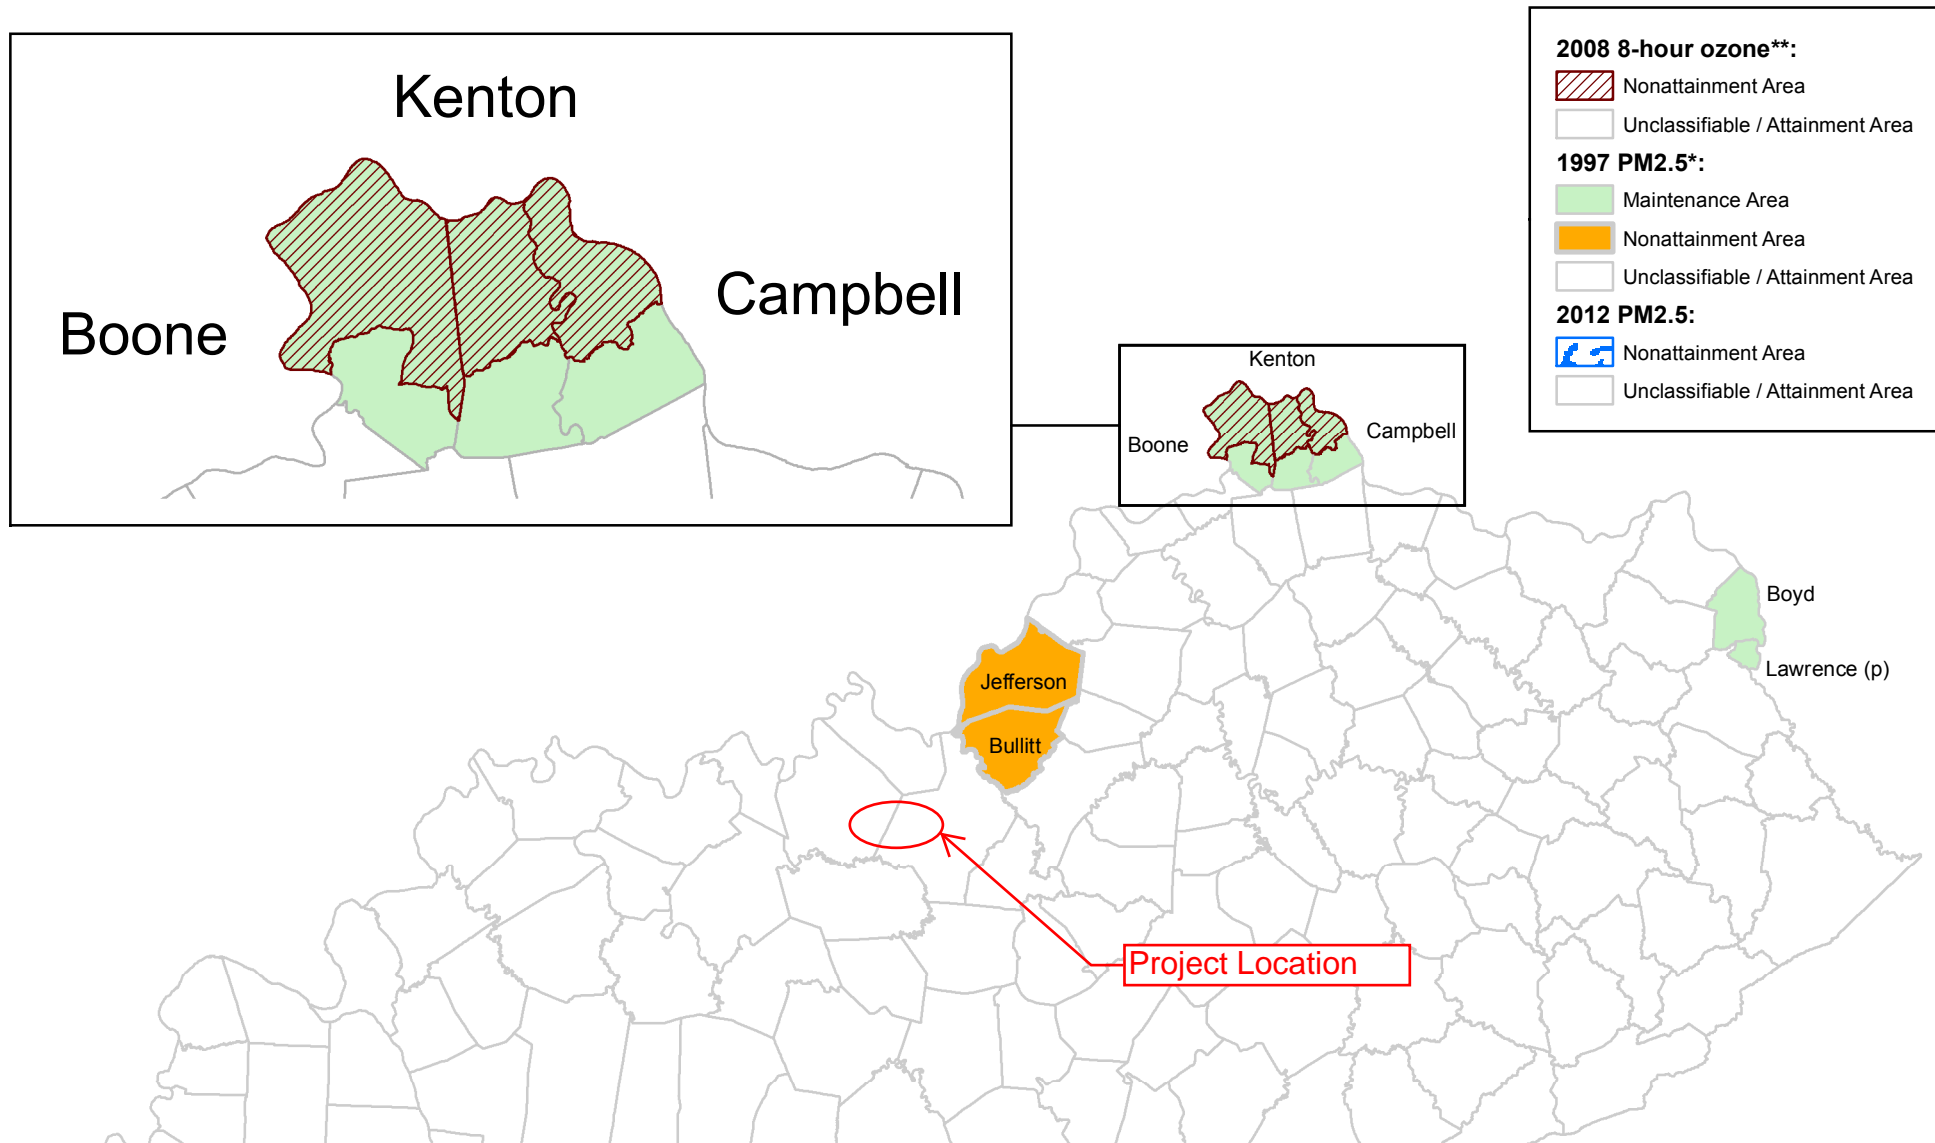 Kenton
Campbell
Boone
2008 8-hour ozone**:
Nonattainment Area
Unclassifiable / Attainment Area
1997 PM2.5*:
Maintenance Area
Nonattainment Area
Unclassifiable / Attainment Area
2012 PM2.5:
Nonattainment Area
Unclassifiable / Attainment Area
Kenton
Campbell
Boone
Boyd
Lawrence (p)
Jefferson
Bullitt
Project Location